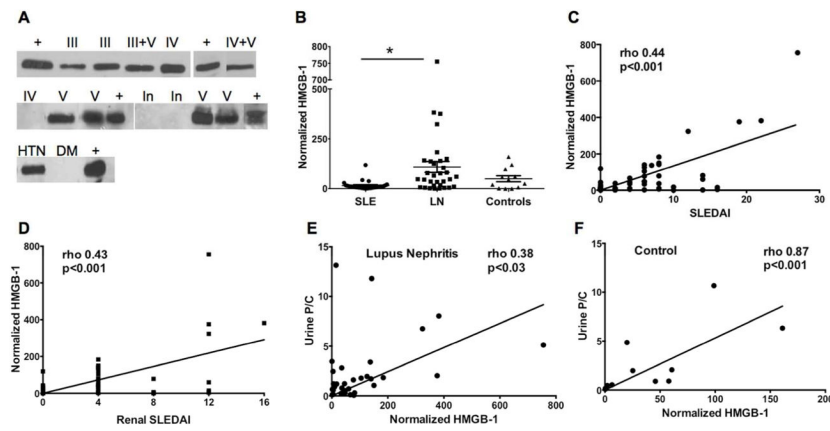 A
+ III III III+V IV + IV+V
IV V V + In In V V +
HTN DM +
B
Normalized HMGB-1
800
750
700
500
250
0
*
SLE LN Controls
C
Normalized HMGB-1
800
600
400
200
0
rho 0.44
p<0.001
0 10 20 30
SLEDAI
D
Normalized HMGB-1
800
600
400
200
0
rho 0.43
p<0.001
0 4 8 12 16
Renal SLEDAI
E
Urine P/C
15
10
5
0
Lupus Nephritis
rho 0.38
p<0.03
0 200 400 600 800
Normalized HMGB-1
F
Urine P/C
15
10
5
0
Control
rho 0.87
p<0.001
0 50 100 150 200
Normalized HMGB-1